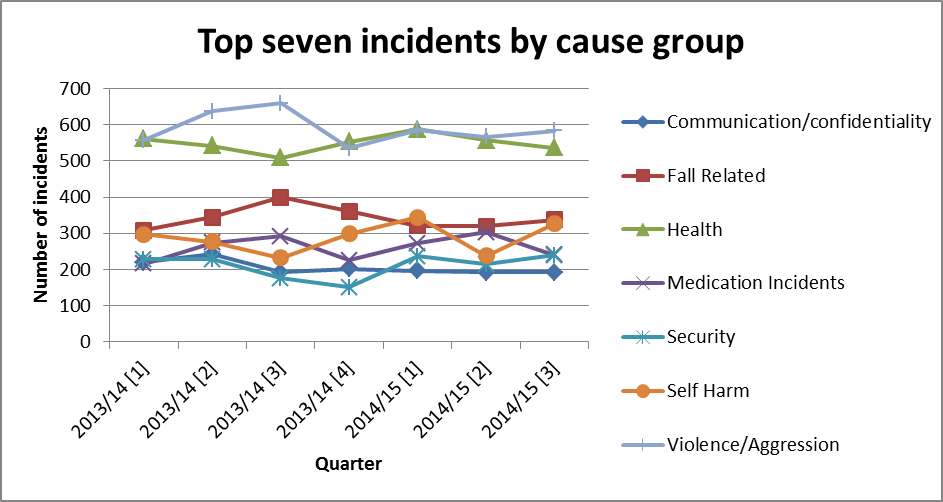 Top seven incidents by cause group
Number of incidents
700
600
500
400
300
200
100
0
2013/14 [1]
2013/14 [2]
2013/14 [3]
2013/14 [4]
2014/15 [1]
2014/15 [2]
2014/15 [3]
Quarter
Communication/confidentiality
Fall Related
Health
Medication Incidents
Security
Self Harm
Violence/Aggression